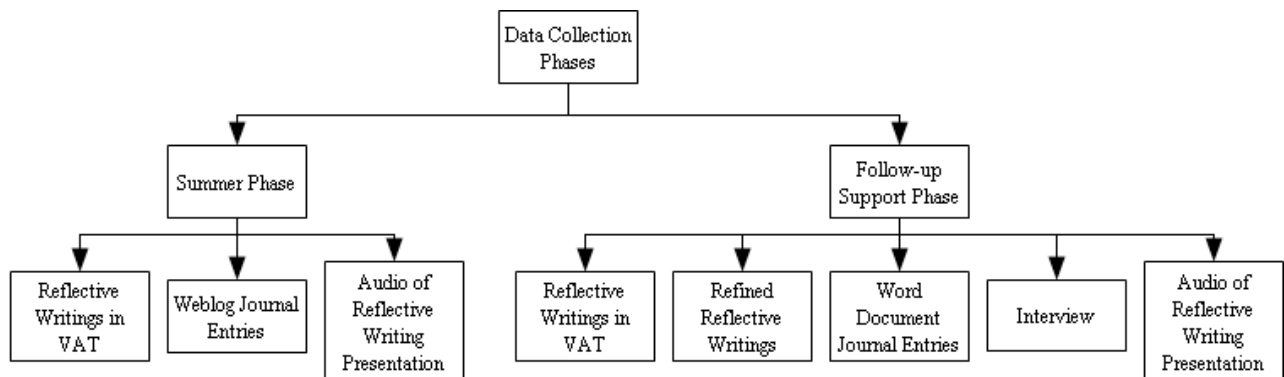 Data Collection
Phases
Summer Phase
Follow-up
Support Phase
Reflective
Writings in
VAT
Weblog Journal
Entries
Audio of
Reflective
Writing
Presentation
Reflective
Writings in
VAT
Refined
Reflective
Writings
Word
Document
Journal Entries
Interview
Audio of
Reflective
Writing
Presentation